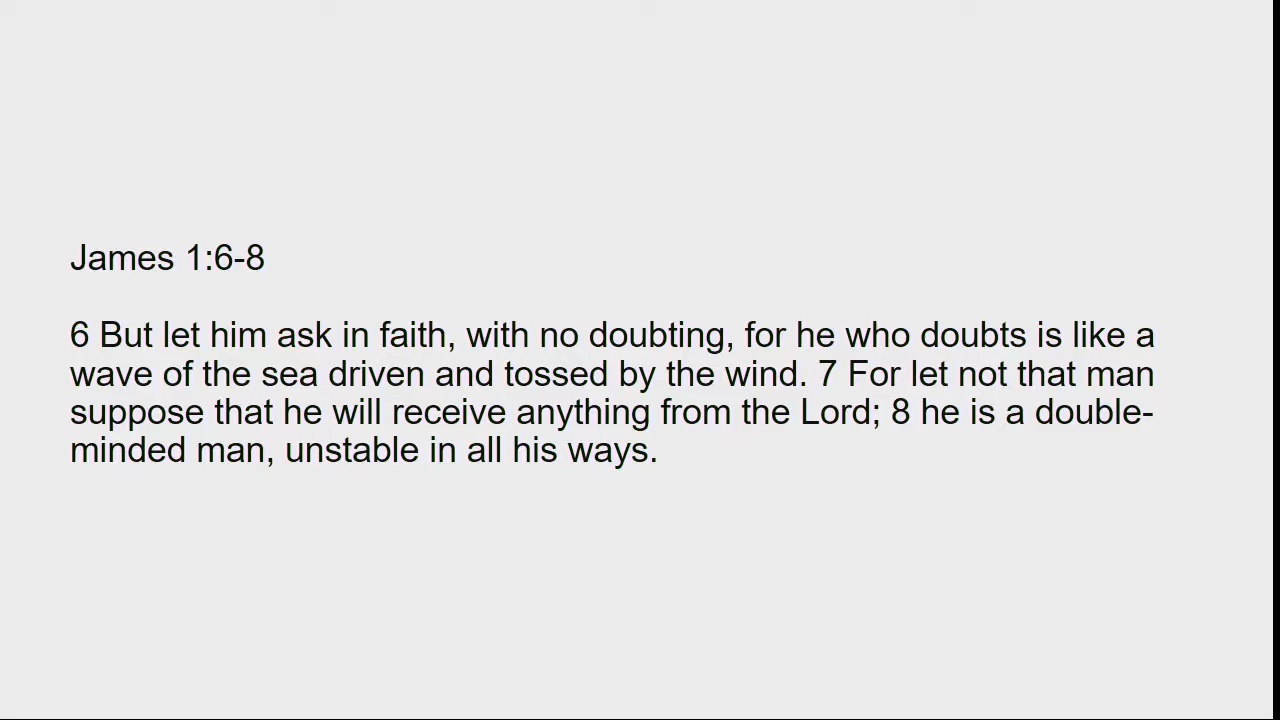 James 1:6-8
6 But let him ask in faith, with no doubting, for he who doubts is like a
wave of the sea driven and tossed by the wind. 7 For let not that man
suppose that he will receive anything from the Lord; 8 he is a double-
minded man, unstable in all his ways.